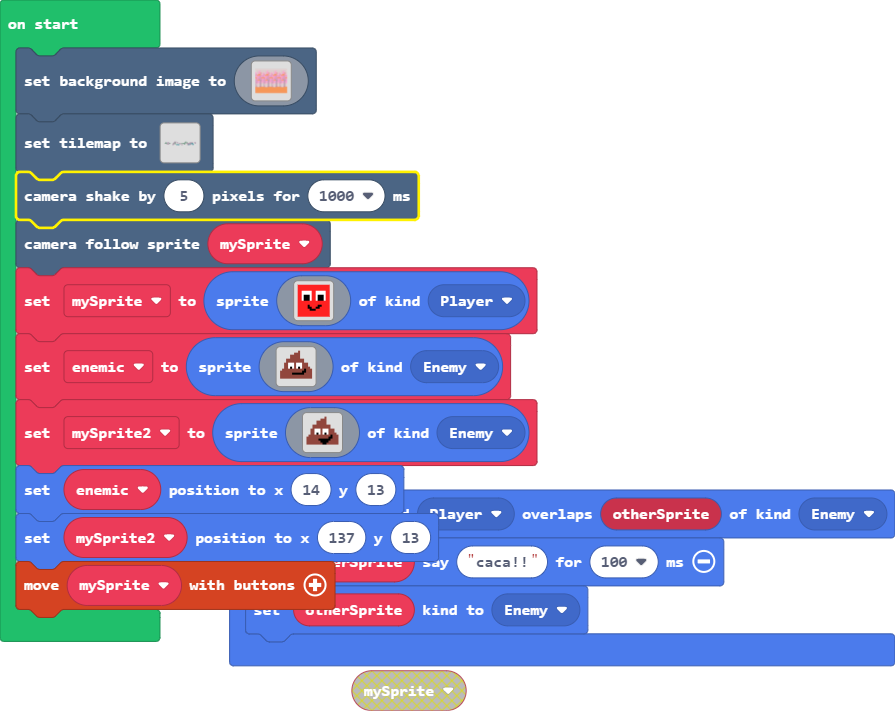 on start
set background image to
set tilemap to
camera shake by 5 pixels for 1000 ms
camera follow sprite mySprite
set mySprite to sprite of kind Player
set enemic to sprite of kind Enemy
set mySprite2 to sprite of kind Enemy
set enemic position to x 14 y 13
Player overlaps otherSprite of kind Enemy
set mySprite2 position to x 137 y 13
say "caca!!" for 100 ms
move mySprite with buttons
set otherSprite kind to Enemy
mySprite